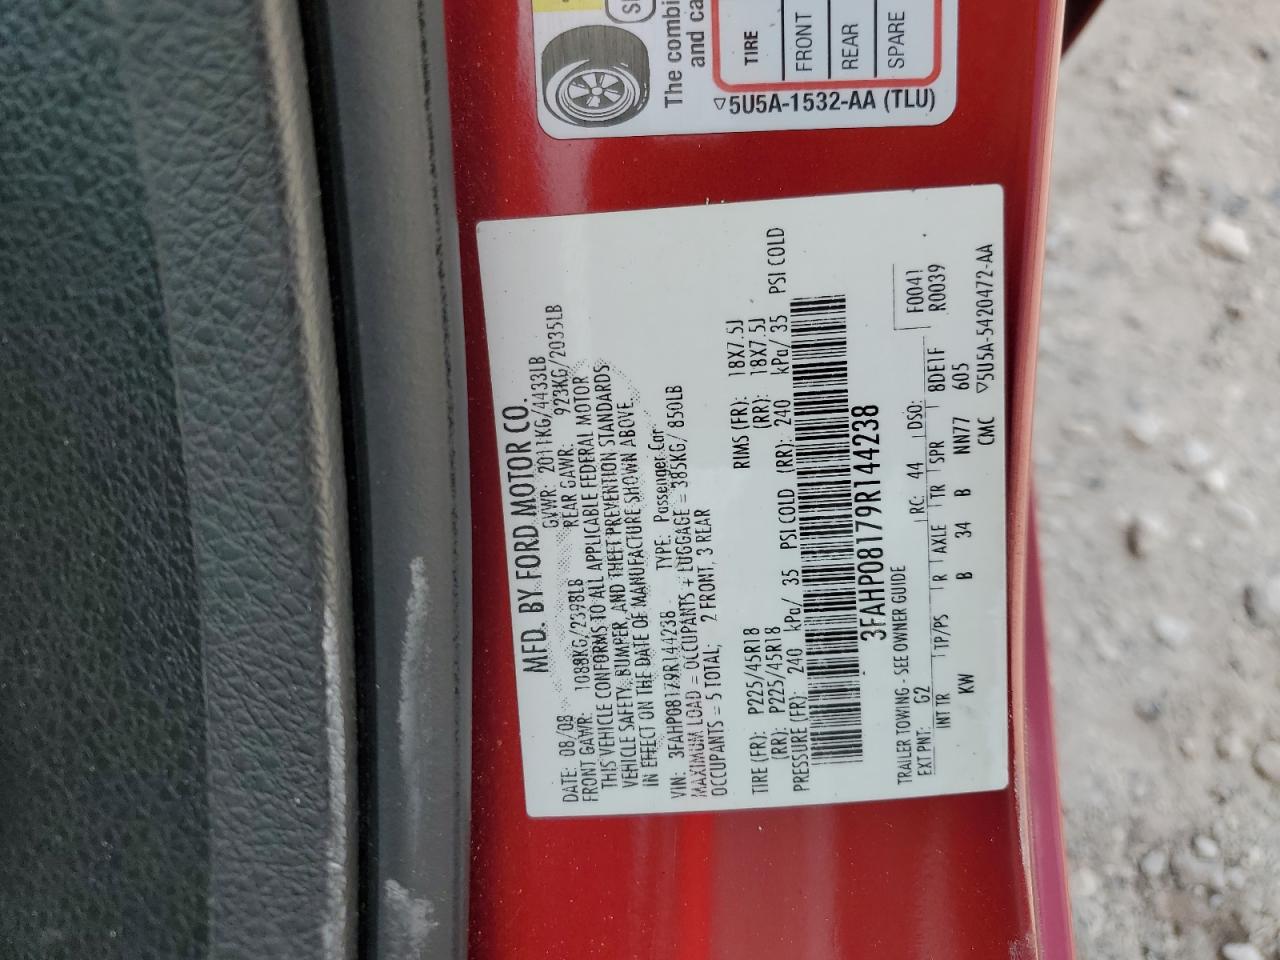 MFD. BY FORD MOTOR CO.
DATE: 08/08 GVWR: 2011KG/4433LB
FRONT GAWR: 1088KG/2398LB REAR GAWR: 923KG/2035LB
THIS VEHICLE CONFORMS TO ALL APPLICABLE FEDERAL MOTOR
VEHICLE SAFETY, BUMPER, AND THEFT PREVENTION STANDARDS
IN EFFECT ON THE DATE OF MANUFACTURE SHOWN ABOVE.
VIN: 3FAHP08179R144238 TYPE: Passenger Car
MAXIMUM LOAD = OCCUPANTS + LUGGAGE = 385KG/ 850LB
OCCUPANTS = 5 TOTAL, 2 FRONT, 3 REAR
TIRE (FR): P225/45R18 RIMS (FR): 18X7.5J
(RR): P225/45R18 (RR): 18X7.5J
PRESSURE (FR): 240 kPa/ 35 PSI COLD (RR): 240 kPa/ 35 PSI COLD
3FAHP08179R144238
TRAILER TOWING - SEE OWNER GUIDE F0041
EXT PNT: G2 RC: 44 DSO: R0039
INT TR TP/PS R AXLE TR SPR 8DE1F
KW B 34 B NN77 605
CMC ▽5U5A-5420472-AA
The combi
and ca
TIRE
FRONT
REAR
SPARE
▽5U5A-1532-AA (TLU)